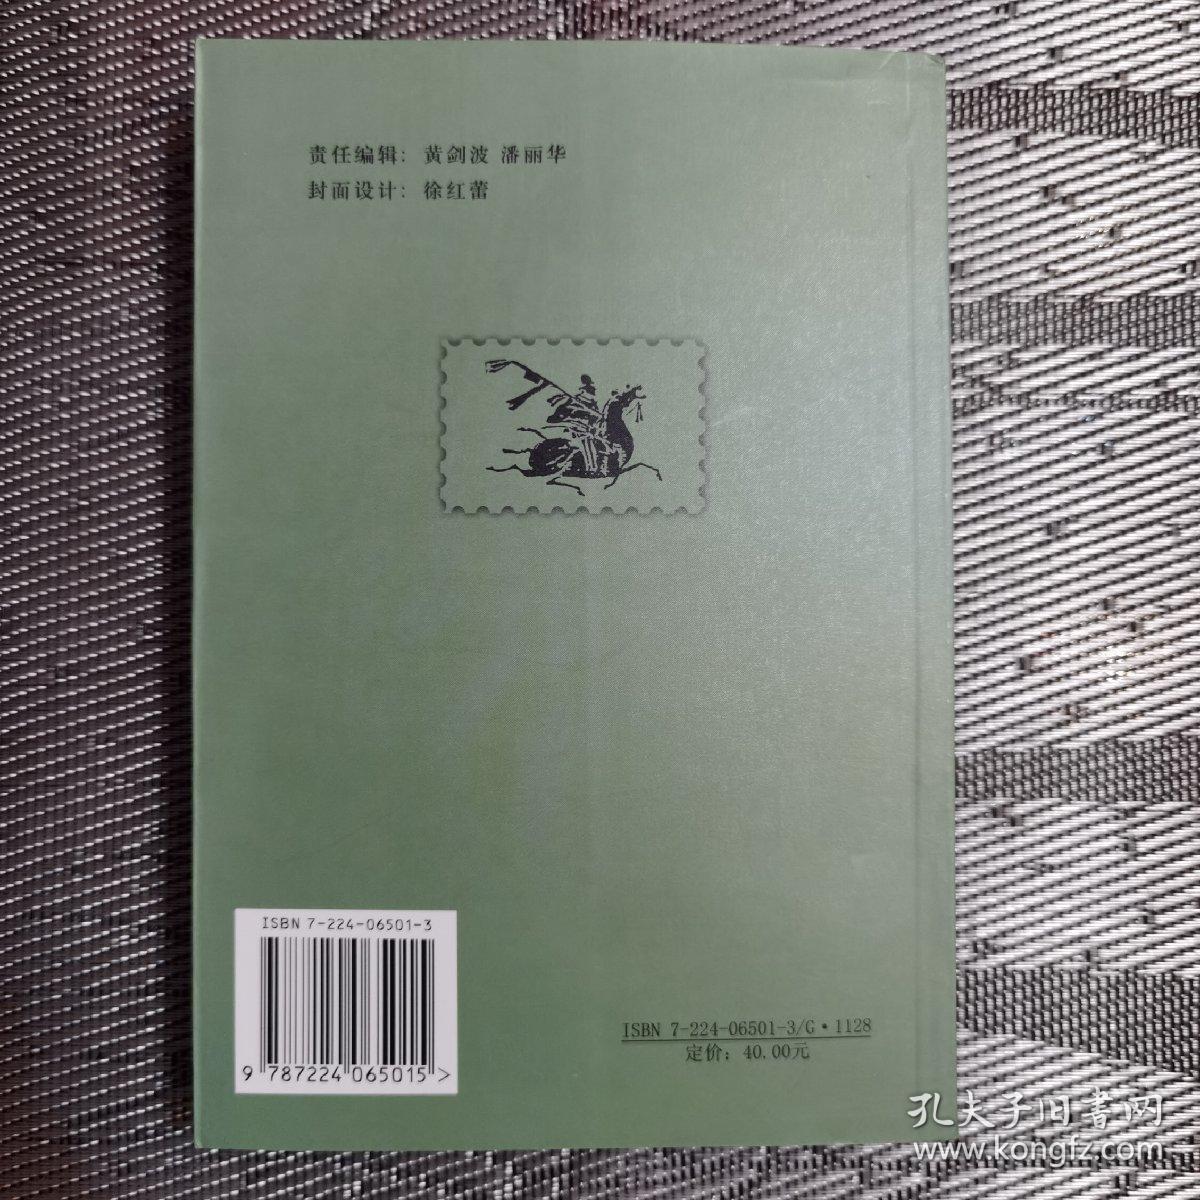 责任编辑：黄剑波 潘丽华
封面设计：徐红蕾
ISBN 7-224-06501-3
9 787224 065015 >
ISBN 7-224-06501-3/G·1128
定价：40.00元
孔夫子旧书网
www.kongfz.com